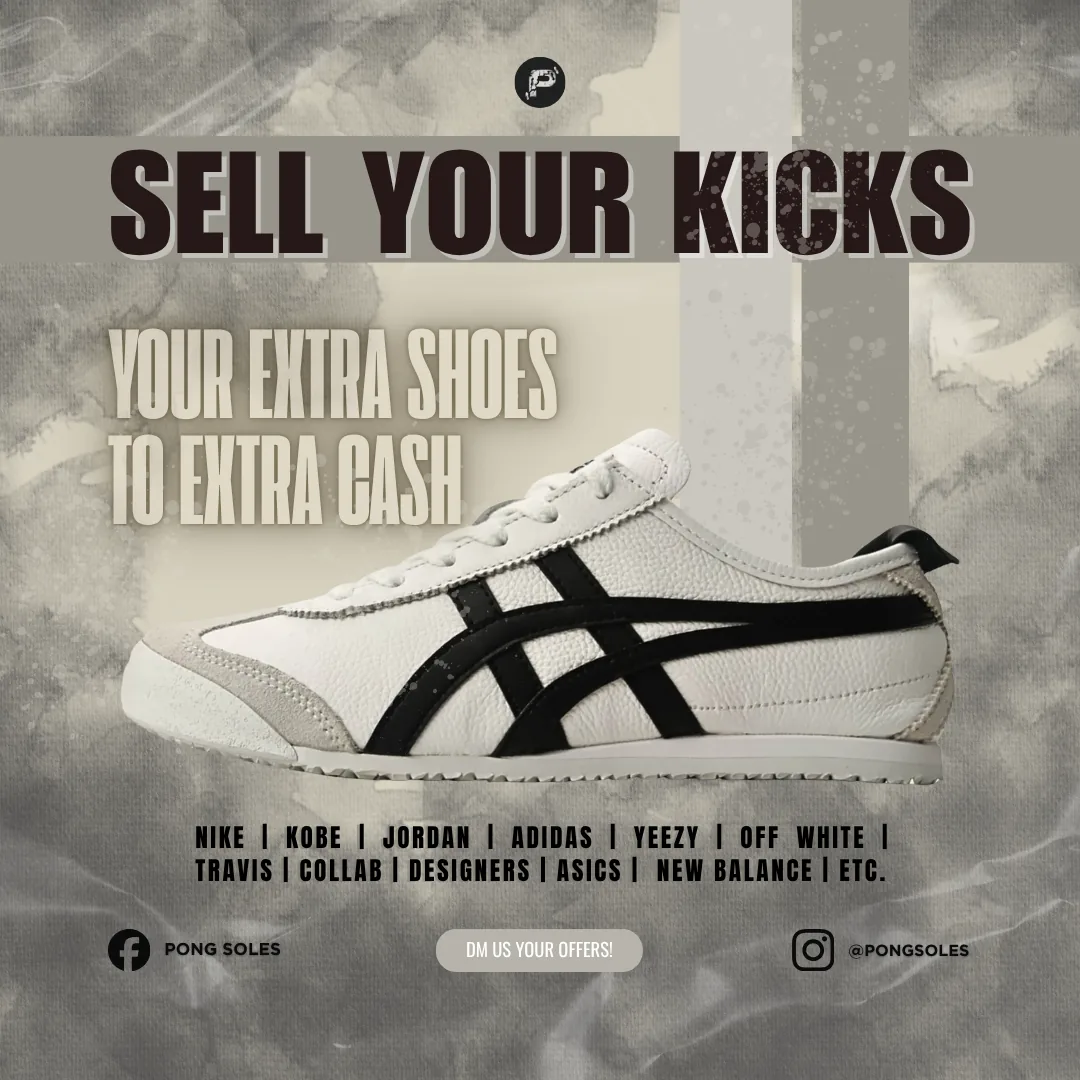 P
SELL YOUR KICKS
YOUR EXTRA SHOES
TO EXTRA CASH
NIKE | KOBE | JORDAN | ADIDAS | YEEZY | OFF WHITE |
TRAVIS | COLLAB | DESIGNERS | ASICS | NEW BALANCE | ETC.
PONG SOLES
DM US YOUR OFFERS!
@PONGSOLES